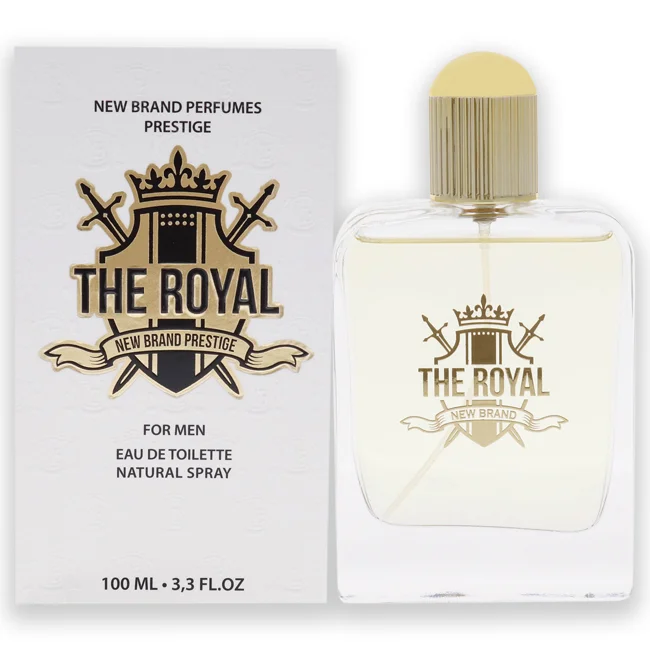 NEW BRAND PERFUMES
PRESTIGE
THE ROYAL
NEW BRAND PRESTIGE
FOR MEN
EAU DE TOILETTE
NATURAL SPRAY
100 ML • 3,3 FL.OZ
THE ROYAL
NEW BRAND